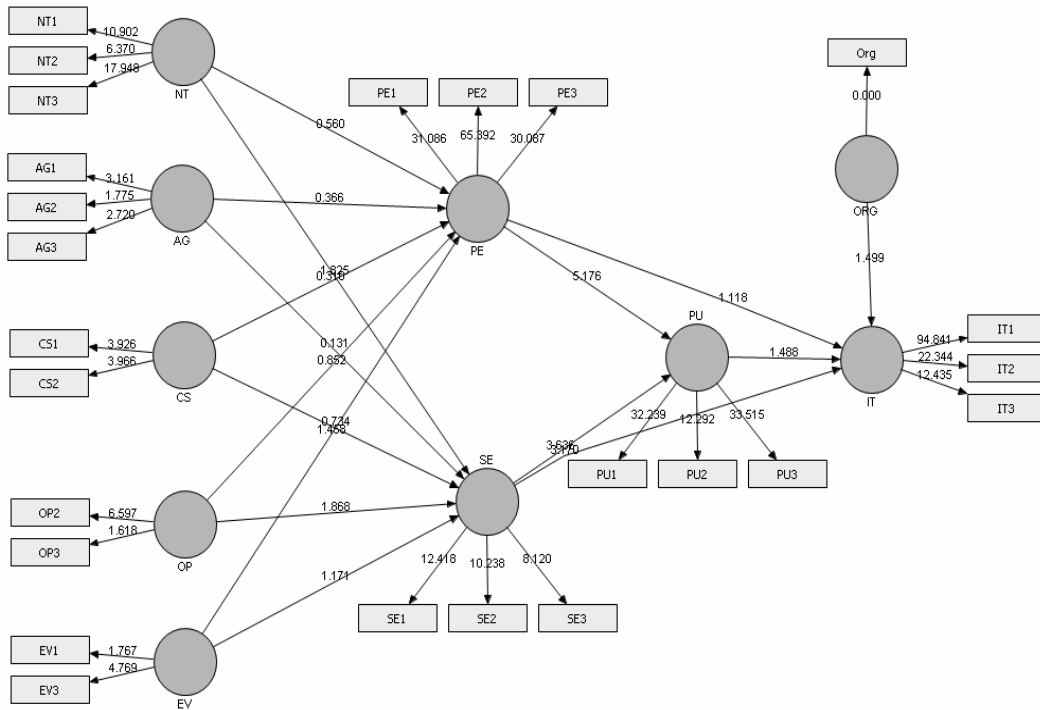 NT1
10.902
NT2
6.370
NT3
17.948
NT
Org
0.000
ORG
PE1
PE2
PE3
31.086
65.392
30.087
PE
0.560
AG1
3.161
AG2
1.775
AG3
2.720
AG
0.366
1.499
5.176
1.118
CS1
3.926
CS2
3.966
CS
0.131
0.852
PU
1.488
94.841
IT1
22.344
IT2
12.435
IT3
IT
32.239
12.292
33.515
PU1
PU2
PU3
SE
OP2
6.597
OP3
1.618
OP
1.868
1.171
12.418
10.238
8.120
SE1
SE2
SE3
EV1
1.767
EV3
4.769
EV